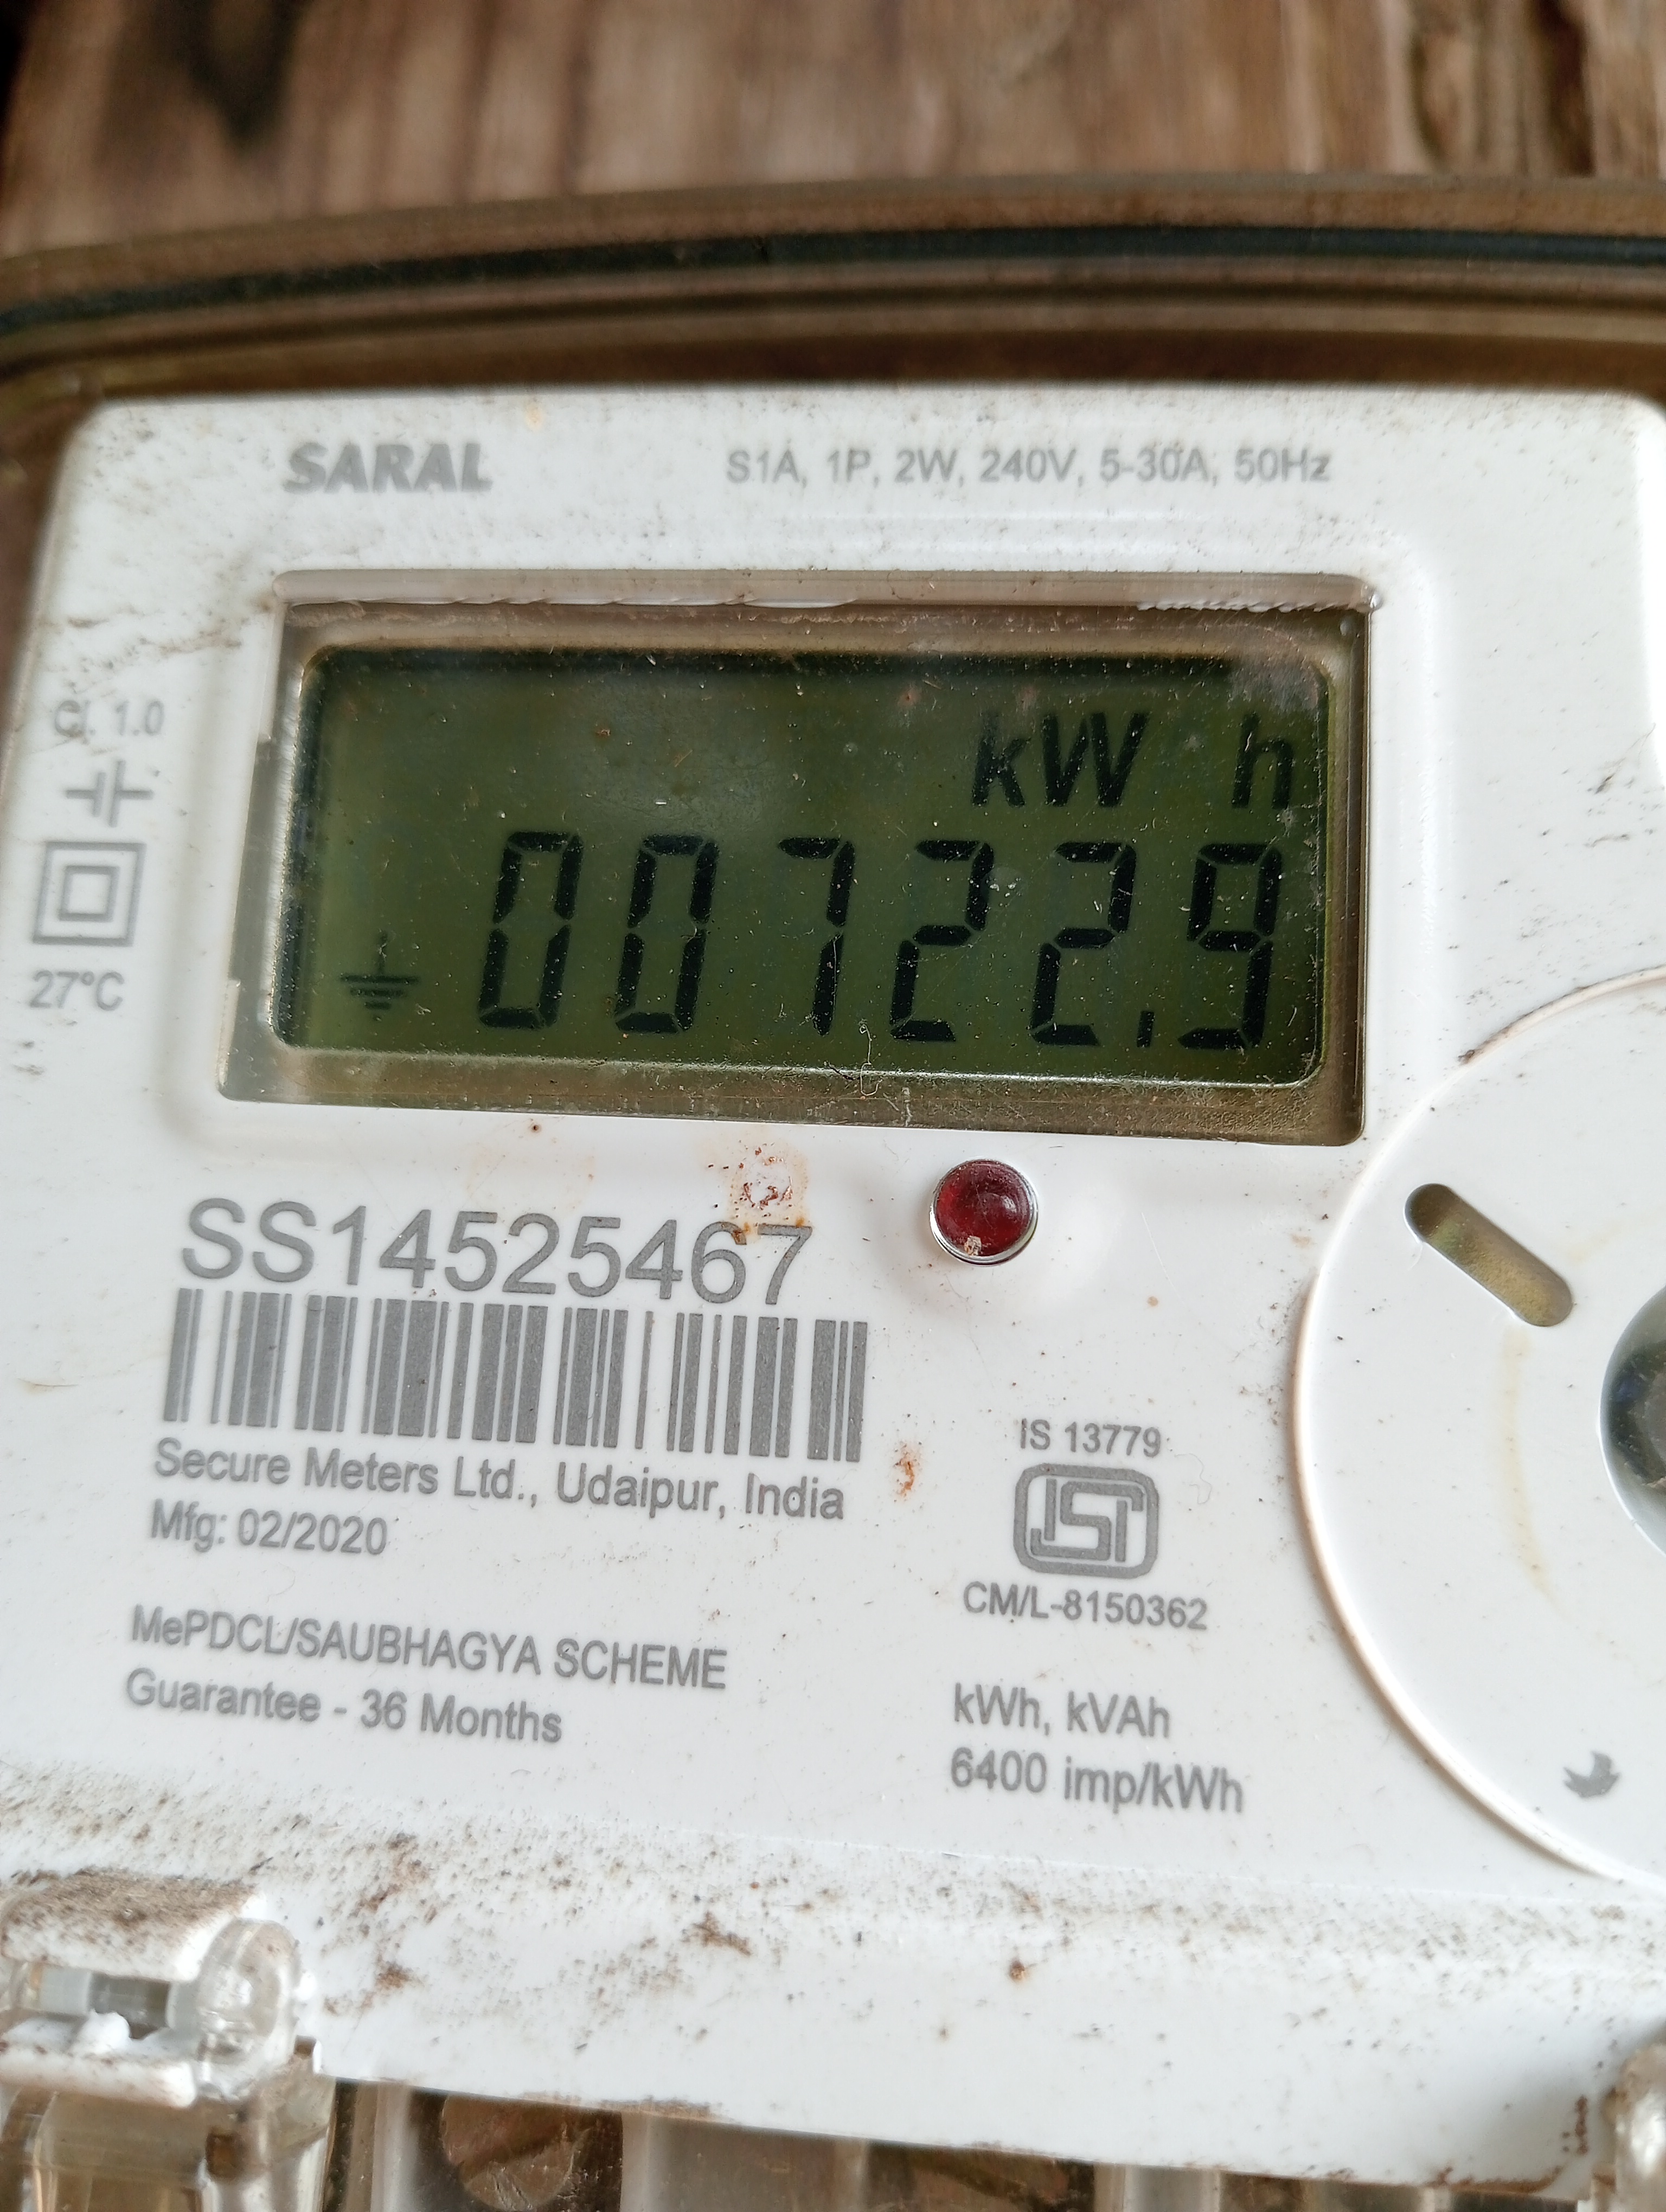 SARAL
S1A, 1P, 2W, 240V, 5-30A, 50Hz
Cl. 1.0
27°C
kW h
00722.9
SS14525467
Secure Meters Ltd., Udaipur, India
Mfg: 02/2020
MePDCL/SAUBHAGYA SCHEME
Guarantee - 36 Months
IS 13779
ISI
CM/L-8150362
kWh, kVAh
6400 imp/kWh